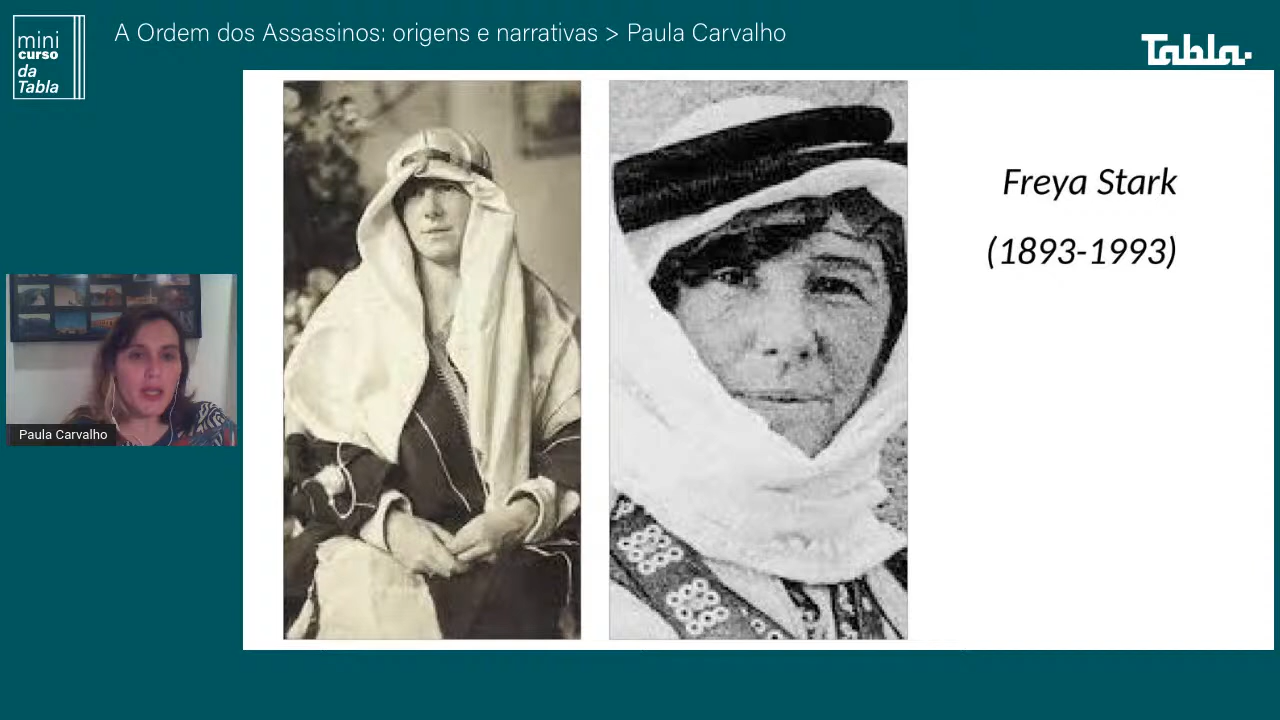 mini
curso
da
Tabla
A Ordem dos Assassinos: origens e narrativas > Paula Carvalho
Tabla.
Freya Stark
(1893-1993)
Paula Carvalho